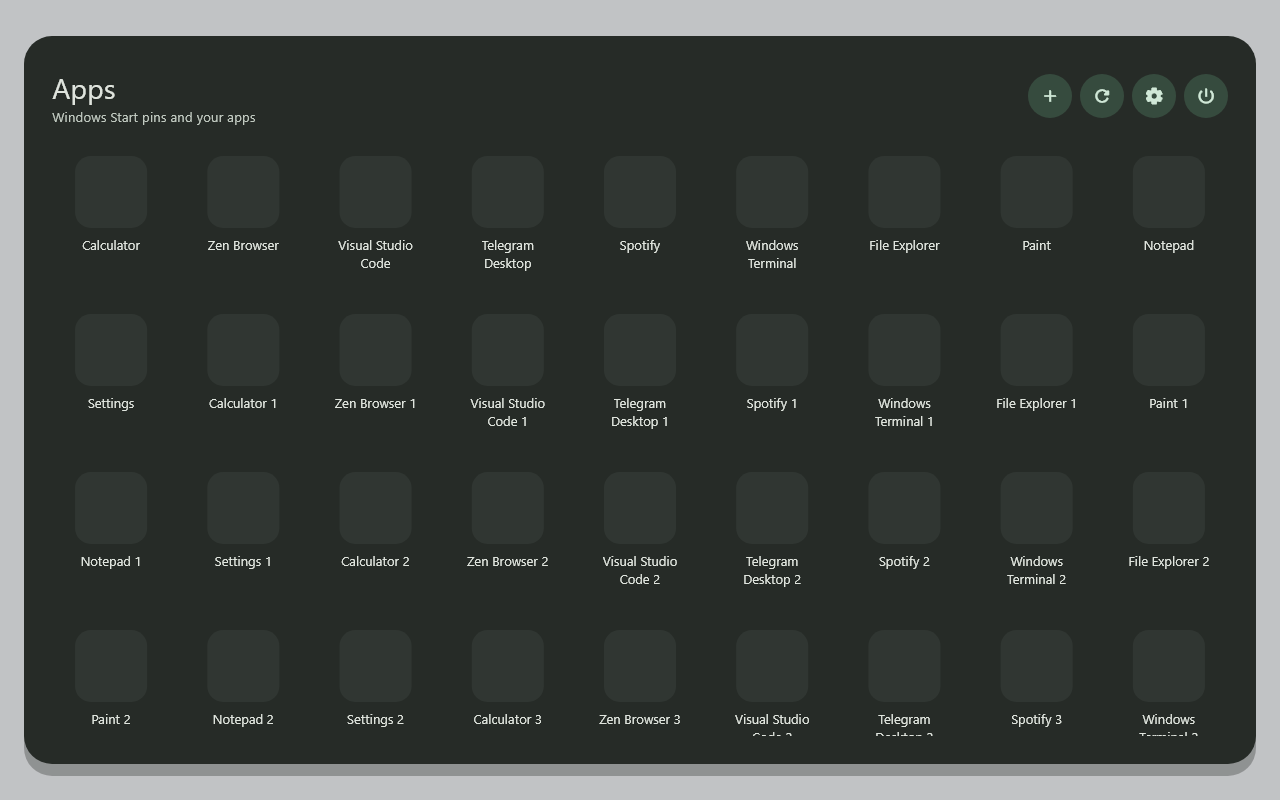 Apps
Windows Start pins and your apps
Calculator
Zen Browser
Visual Studio
Code
Telegram
Desktop
Spotify
Windows
Terminal
File Explorer
Paint
Notepad
Settings
Calculator 1
Zen Browser 1
Visual Studio
Code 1
Telegram
Desktop 1
Spotify 1
Windows
Terminal 1
File Explorer 1
Paint 1
Notepad 1
Settings 1
Calculator 2
Zen Browser 2
Visual Studio
Code 2
Telegram
Desktop 2
Spotify 2
Windows
Terminal 2
File Explorer 2
Paint 2
Notepad 2
Settings 2
Calculator 3
Zen Browser 3
Visual Studio
Telegram
Spotify 3
Windows